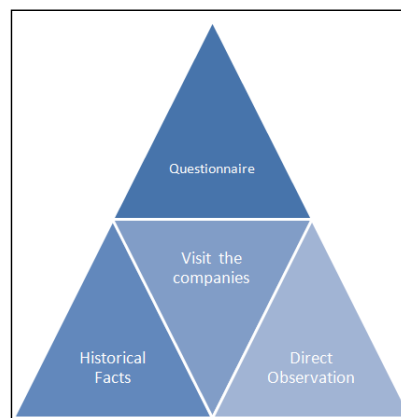 Questionnaire
Visit the
companies
Historical
Facts
Direct
Observation